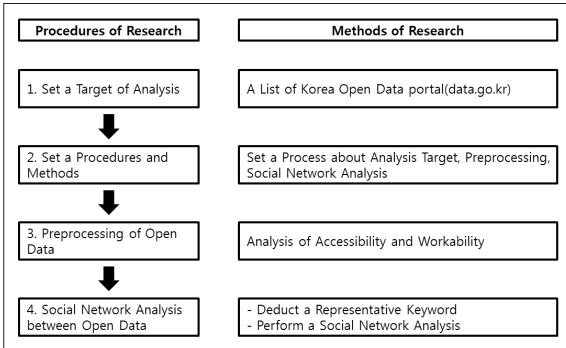 Procedures of Research
Methods of Research
1. Set a Target of Analysis
A List of Korea Open Data portal(data.go.kr)
2. Set a Procedures and
Methods
Set a Process about Analysis Target, Preprocessing,
Social Network Analysis
3. Preprocessing of Open
Data
Analysis of Accessibility and Workability
4. Social Network Analysis
between Open Data
- Deduct a Representative Keyword
- Perform a Social Network Analysis